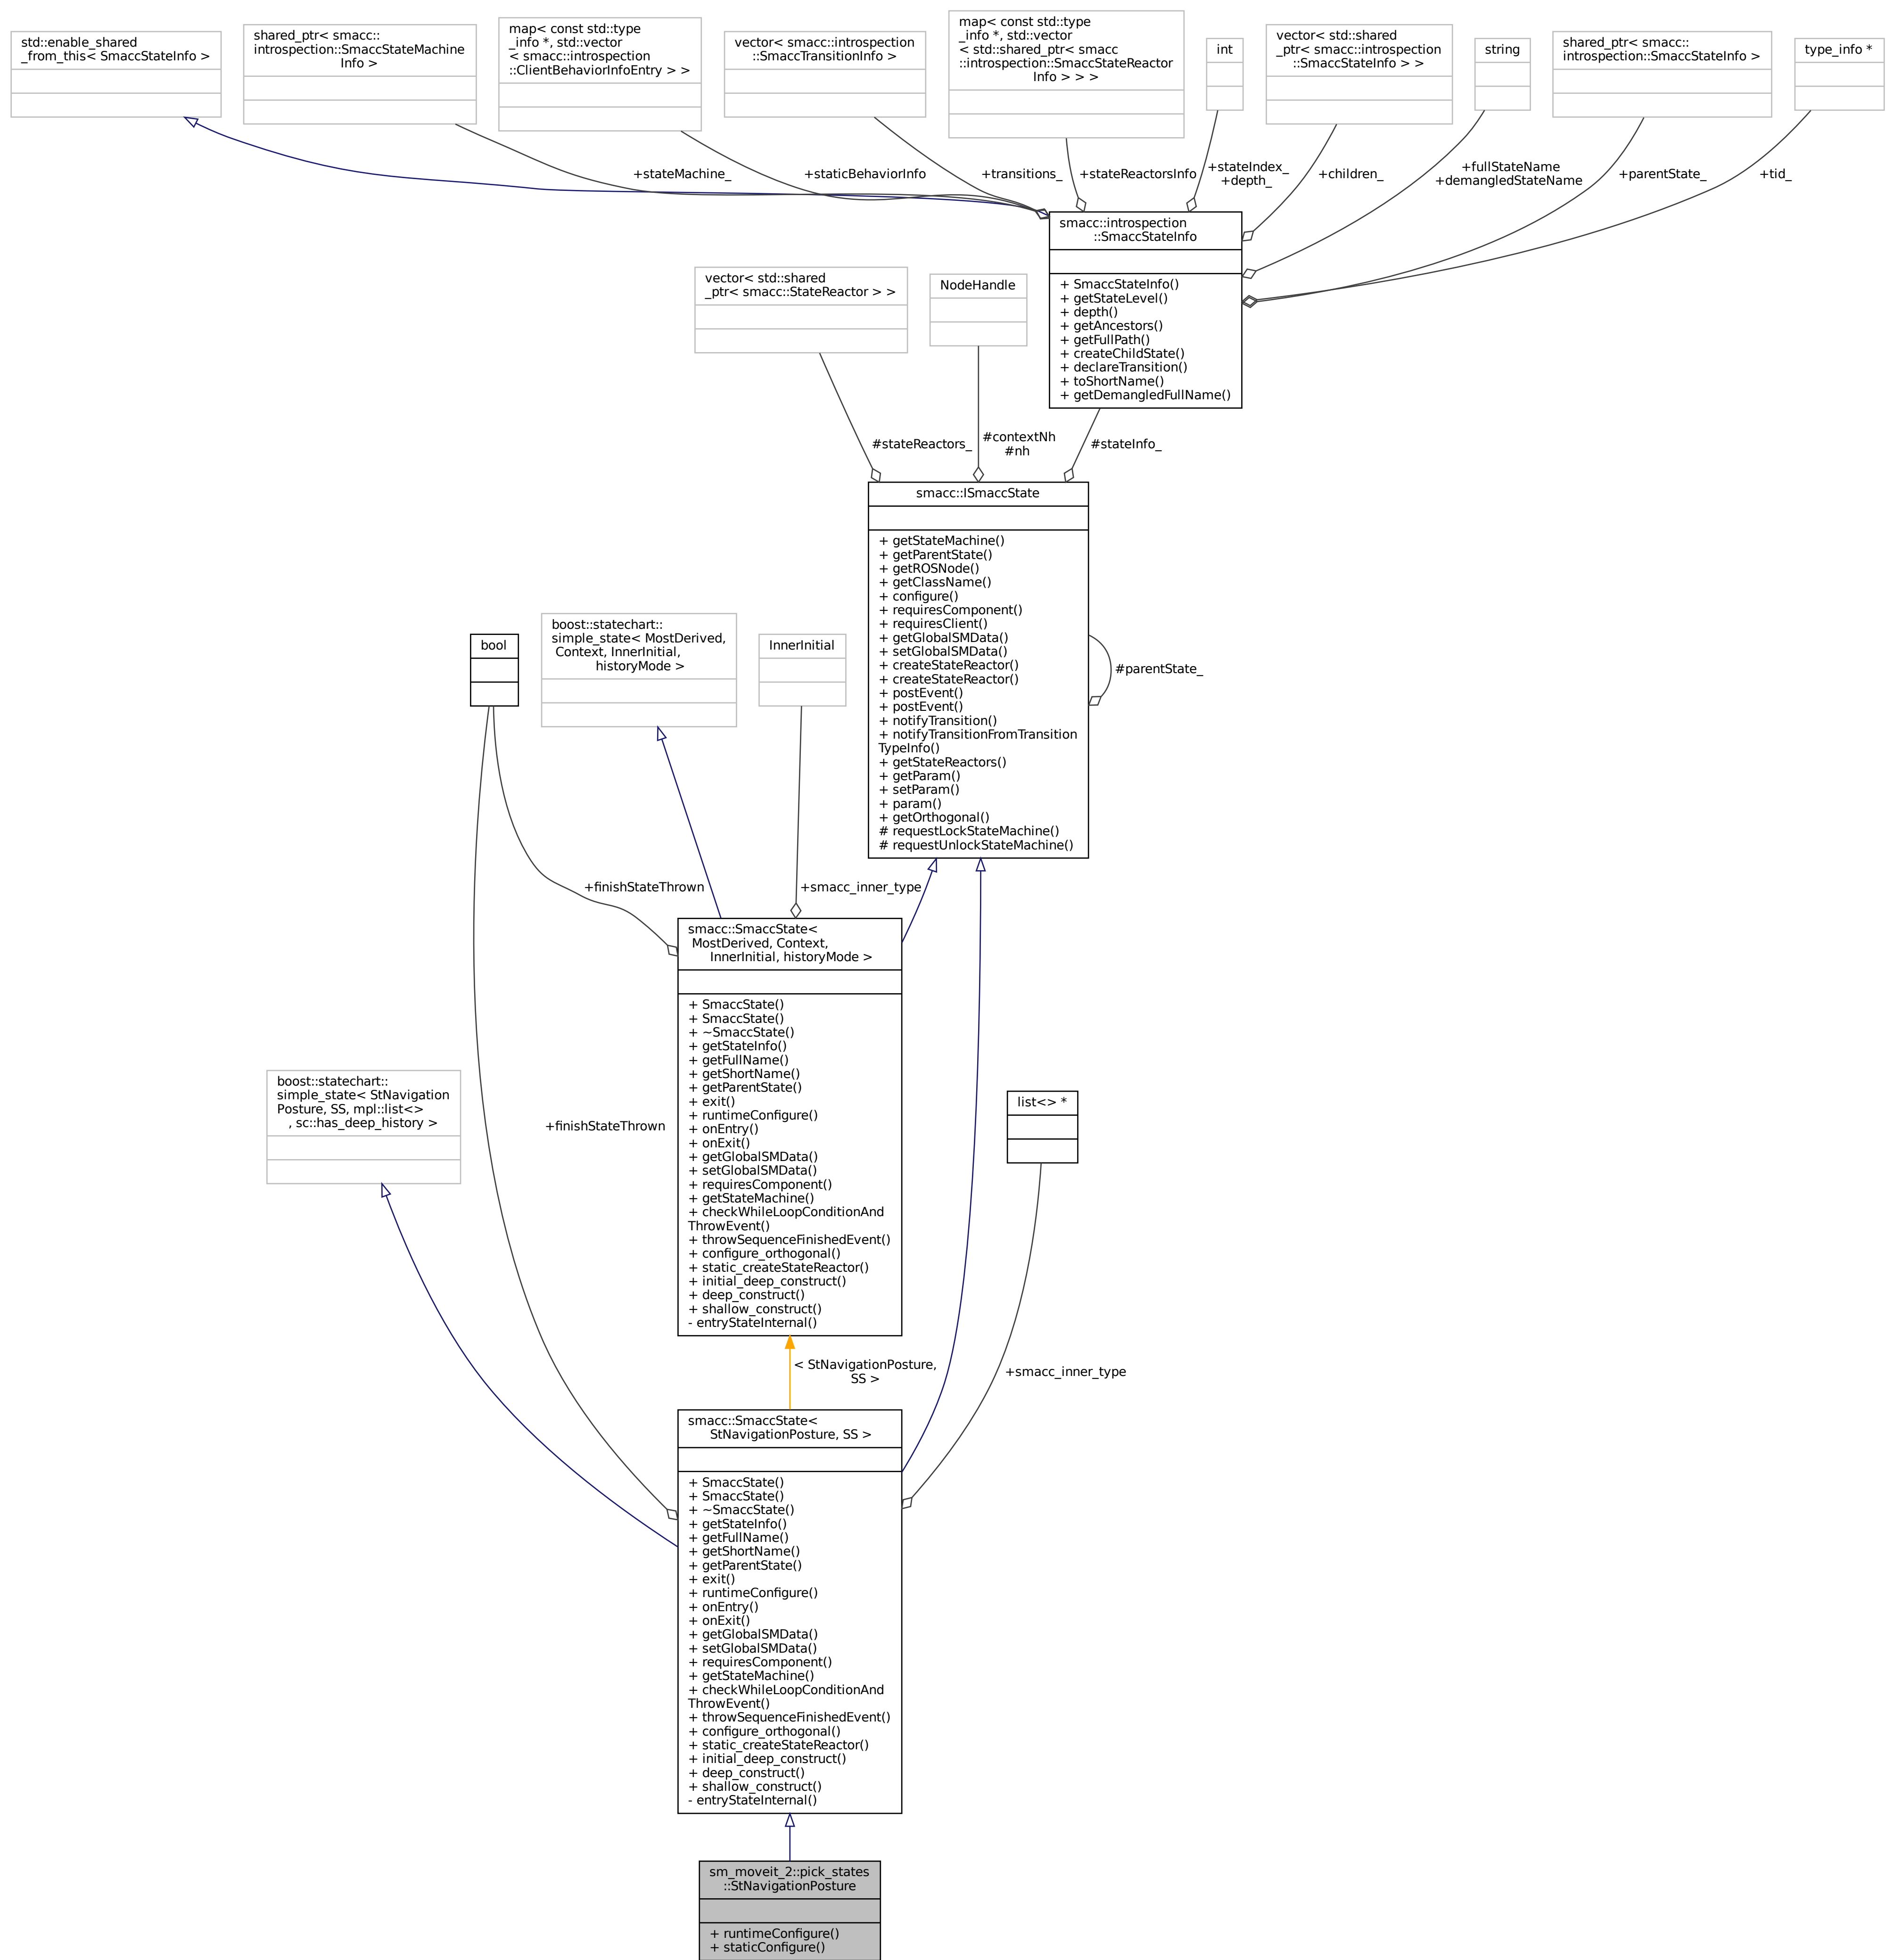 std::enable_shared
_from_this< SmaccStateInfo >
shared_ptr< smacc::
introspection::SmaccStateMachine
Info >
map< const std::type
_info *, std::vector
< smacc::introspection
::ClientBehaviorInfoEntry > >
vector< smacc::introspection
::SmaccTransitionInfo >
map< const std::type
_info *, std::vector
< std::shared_ptr< smacc
::introspection::SmaccStateReactor
Info > > >
int
vector< std::shared
_ptr< smacc::introspection
::SmaccStateInfo > >
string
shared_ptr< smacc::
introspection::SmaccStateInfo >
type_info *
+stateMachine_
+staticBehaviorInfo
+transitions_
+stateReactorsInfo
+stateIndex_
+depth_
+children_
+fullStateName
+demangledStateName
+parentState_
+tid_
smacc::introspection
::SmaccStateInfo
+ SmaccStateInfo()
+ getStateLevel()
+ depth()
+ getAncestors()
+ getFullPath()
+ createChildState()
+ declareTransition()
+ toShortName()
+ getDemangledFullName()
vector< std::shared
_ptr< smacc::StateReactor > >
NodeHandle
#stateReactors_
#contextNh
#nh
#stateInfo_
smacc::ISmaccState
+ getStateMachine()
+ getParentState()
+ getROSNode()
+ getClassName()
+ configure()
+ requiresComponent()
+ requiresClient()
+ getGlobalSMData()
+ setGlobalSMData()
+ createStateReactor()
+ createStateReactor()
+ postEvent()
+ postEvent()
+ notifyTransition()
+ notifyTransitionFromTransition
TypeInfo()
+ getStateReactors()
+ getParam()
+ setParam()
+ param()
+ getOrthogonal()
# requestLockStateMachine()
# requestUnlockStateMachine()
#parentState_
bool
boost::statechart::
simple_state< MostDerived,
Context, InnerInitial,
historyMode >
InnerInitial
+finishStateThrown
+smacc_inner_type
smacc::SmaccState<
MostDerived, Context,
InnerInitial, historyMode >
+ SmaccState()
+ SmaccState()
+ ~SmaccState()
+ getStateInfo()
+ getFullName()
+ getShortName()
+ getParentState()
+ exit()
+ runtimeConfigure()
+ onEntry()
+ onExit()
+ getGlobalSMData()
+ setGlobalSMData()
+ requiresComponent()
+ getStateMachine()
+ checkWhileLoopConditionAnd
ThrowEvent()
+ throwSequenceFinishedEvent()
+ configure_orthogonal()
+ static_createStateReactor()
+ initial_deep_construct()
+ deep_construct()
+ shallow_construct()
- entryStateInternal()
boost::statechart::
simple_state< StNavigation
Posture, SS, mpl::list<>
, sc::has_deep_history >
+finishStateThrown
list<> *
< StNavigationPosture,
SS >
+smacc_inner_type
smacc::SmaccState<
StNavigationPosture, SS >
+ SmaccState()
+ SmaccState()
+ ~SmaccState()
+ getStateInfo()
+ getFullName()
+ getShortName()
+ getParentState()
+ exit()
+ runtimeConfigure()
+ onEntry()
+ onExit()
+ getGlobalSMData()
+ setGlobalSMData()
+ requiresComponent()
+ getStateMachine()
+ checkWhileLoopConditionAnd
ThrowEvent()
+ throwSequenceFinishedEvent()
+ configure_orthogonal()
+ static_createStateReactor()
+ initial_deep_construct()
+ deep_construct()
+ shallow_construct()
- entryStateInternal()
sm_moveit_2::pick_states
::StNavigationPosture
+ runtimeConfigure()
+ staticConfigure()